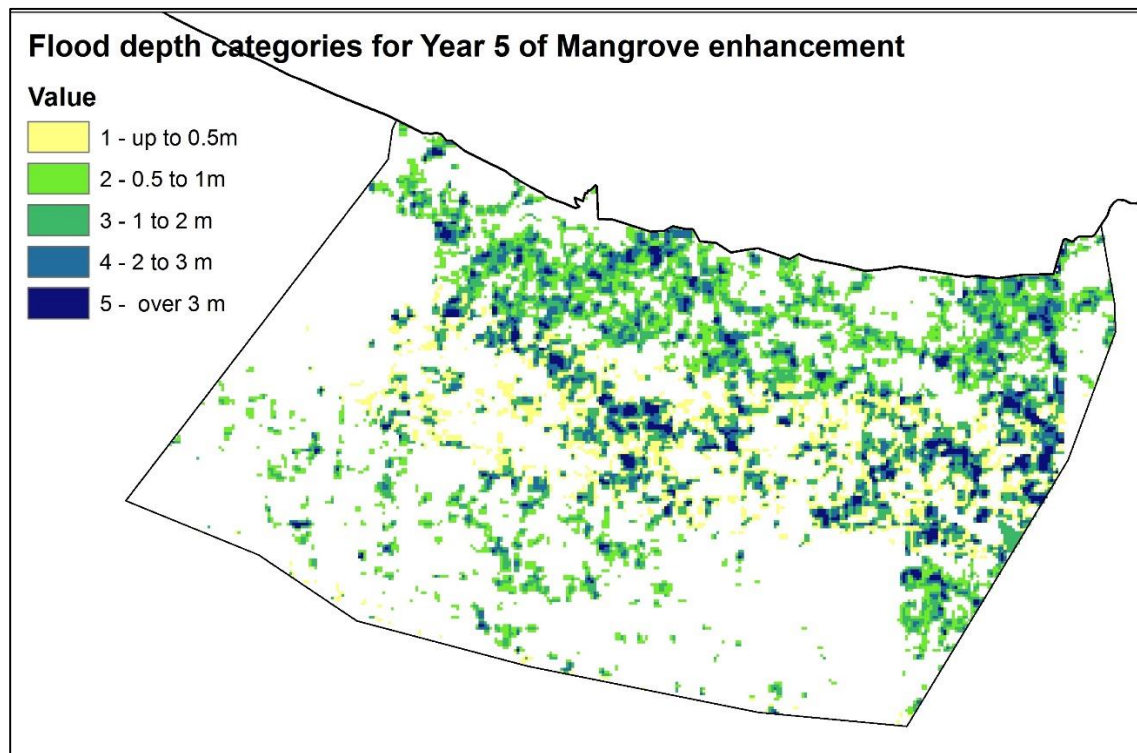 Flood depth categories for Year 5 of Mangrove enhancement
Value
1 - up to 0.5m
2 - 0.5 to 1m
3 - 1 to 2 m
4 - 2 to 3 m
5 -  over 3 m